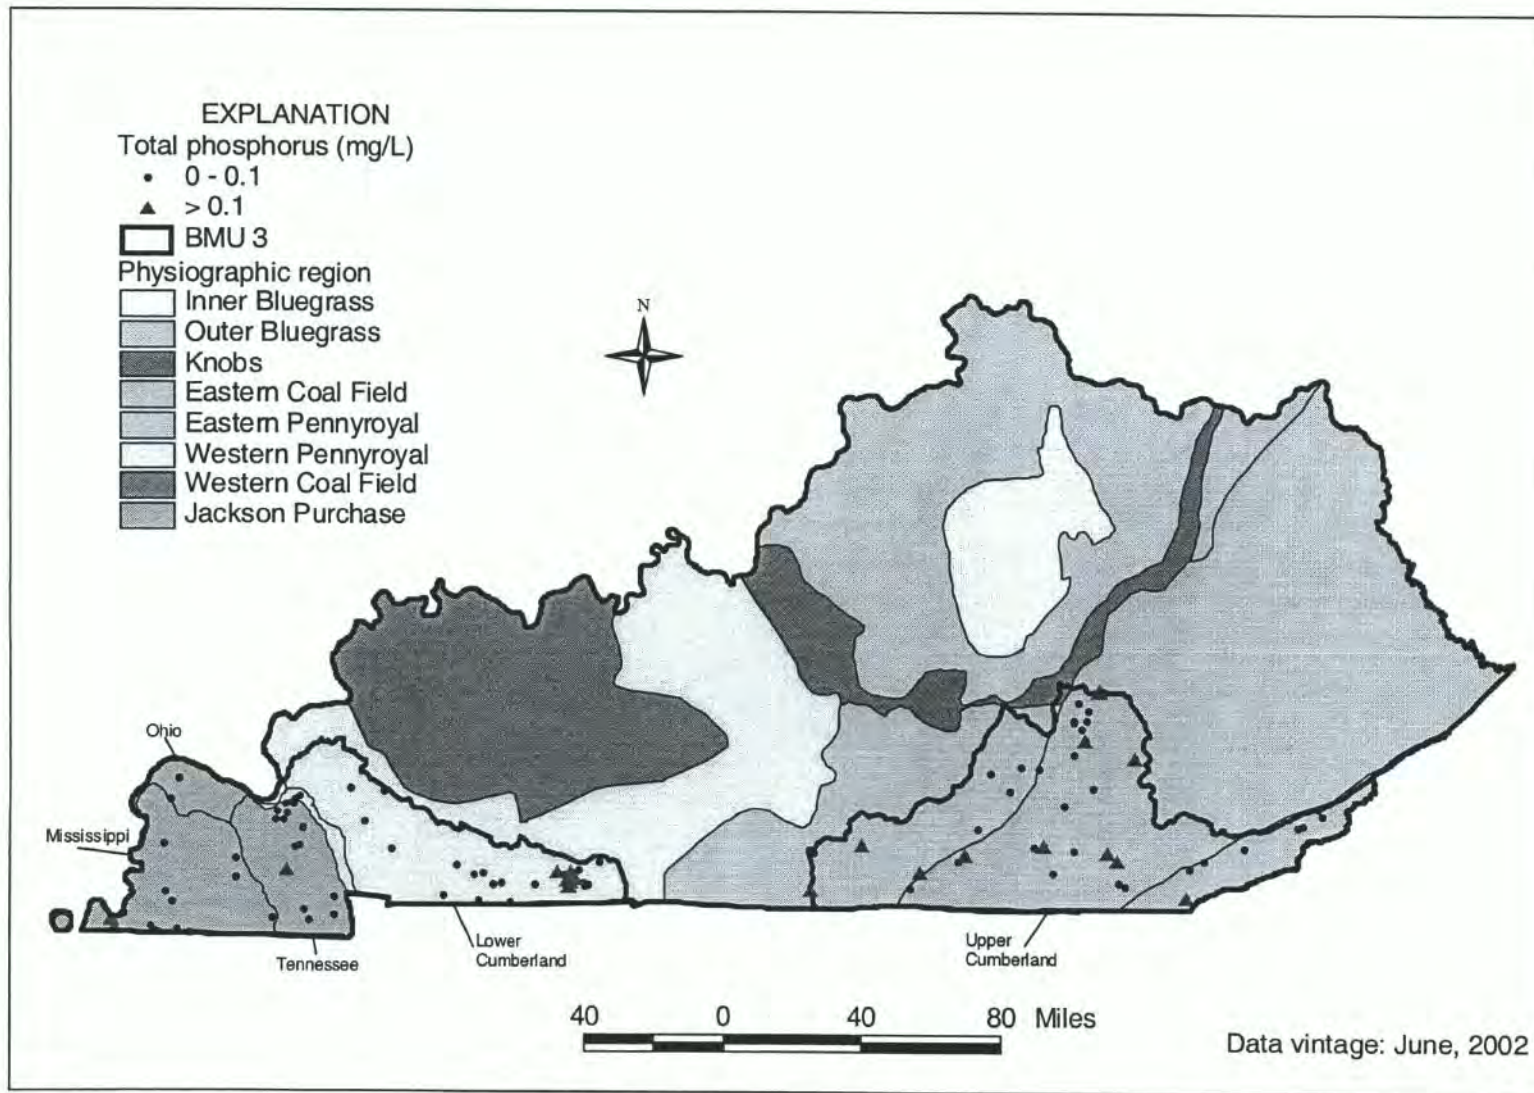 EXPLANATION
Total phosphorus (mg/L)
0 - 0.1
> 0.1
BMU 3
Physiographic region
Inner Bluegrass
Outer Bluegrass
Knobs
Eastern Coal Field
Eastern Pennyroyal
Western Pennyroyal
Western Coal Field
Jackson Purchase
N
Ohio
Mississippi
Tennessee
Lower
Cumberland
Upper
Cumberland
40 0 40 80 Miles
Data vintage: June, 2002